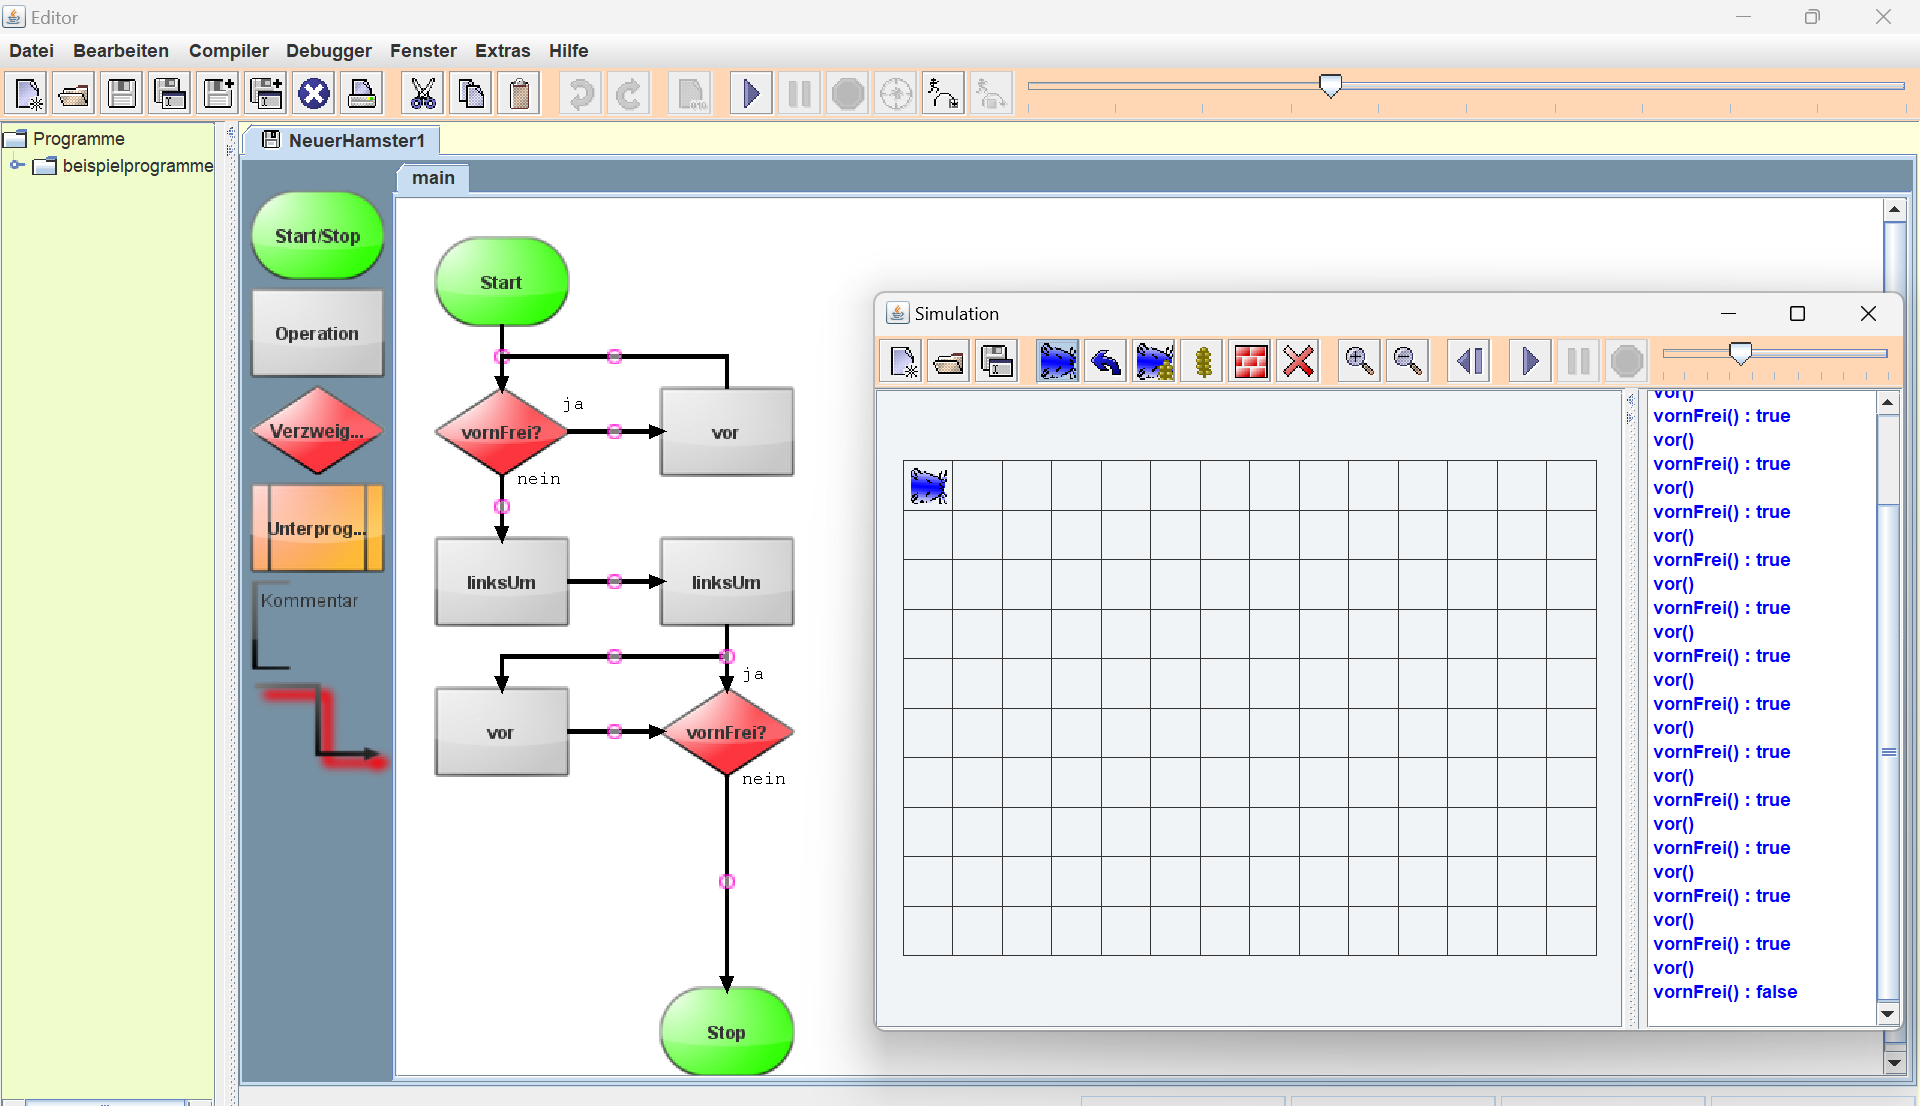 Editor
Datei Bearbeiten Compiler Debugger Fenster Extras Hilfe
Programme
beispielprogramme
NeuerHamster1
main
Start/Stop
Operation
Verzweig...
Unterprog...
Kommentar
Start
ja
vornFrei?
vor
nein
linksUm
linksUm
ja
vor
vornFrei?
nein
Stop
Simulation
vor()
vornFrei() : true
vor()
vornFrei() : true
vor()
vornFrei() : true
vor()
vornFrei() : true
vor()
vornFrei() : true
vor()
vornFrei() : true
vor()
vornFrei() : true
vor()
vornFrei() : true
vor()
vornFrei() : true
vor()
vornFrei() : true
vor()
vornFrei() : true
vor()
vornFrei() : true
vor()
vornFrei() : false